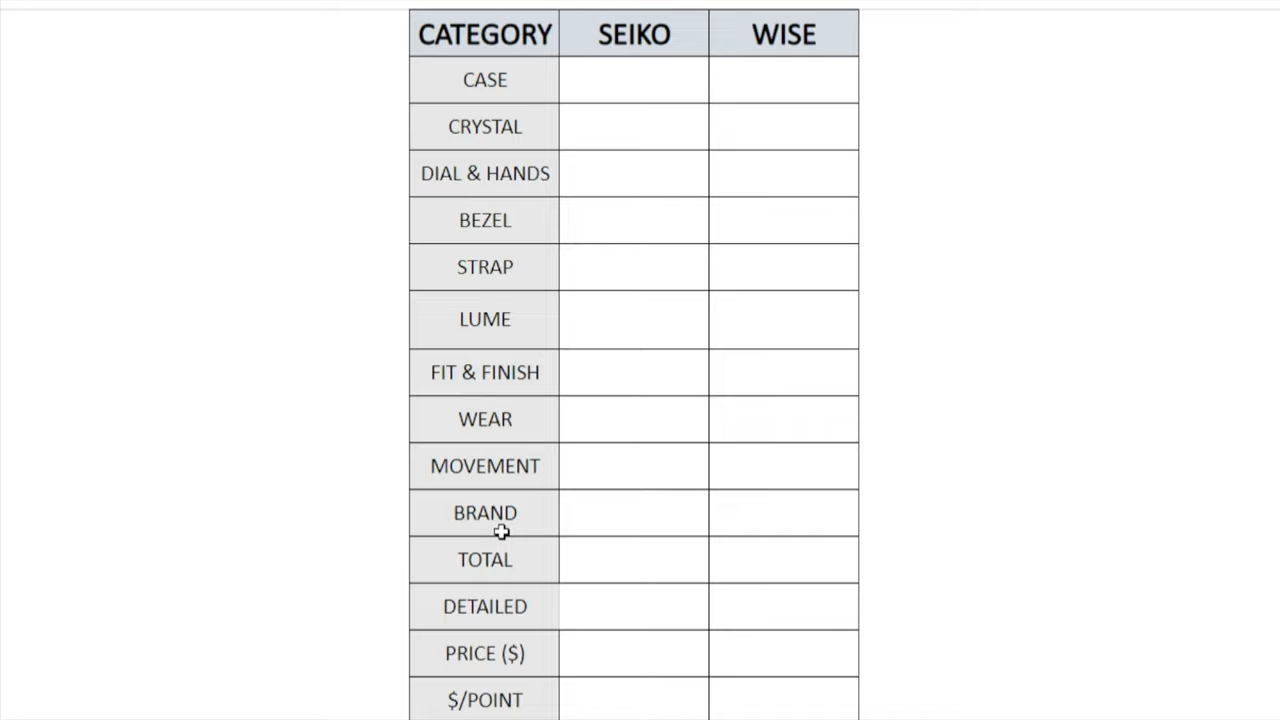 CATEGORY SEIKO WISE
CASE
CRYSTAL
DIAL & HANDS
BEZEL
STRAP
LUME
FIT & FINISH
WEAR
MOVEMENT
BRAND
TOTAL
DETAILED
PRICE ($)
$/POINT